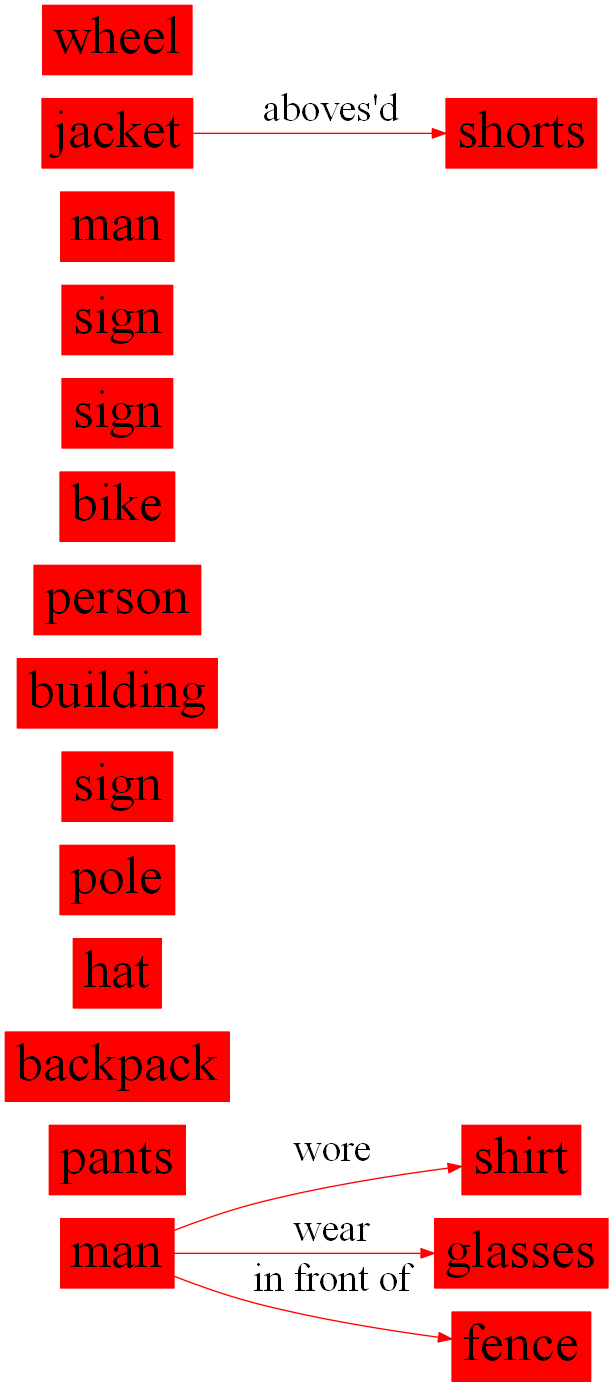 wheel
jacket aboves'd shorts
man
sign
sign
bike
person
building
sign
pole
hat
backpack
pants
wore shirt
man wear glasses
in front of fence